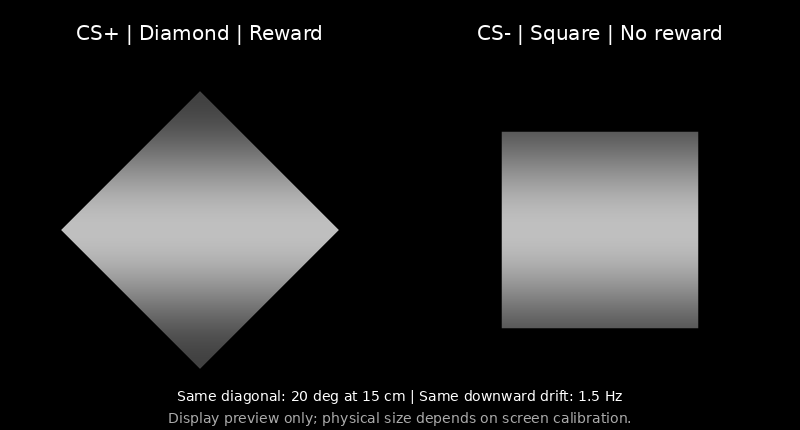 CS+ | Diamond | Reward
CS- | Square | No reward
Same diagonal: 20 deg at 15 cm | Same downward drift: 1.5 Hz
Display preview only; physical size depends on screen calibration.